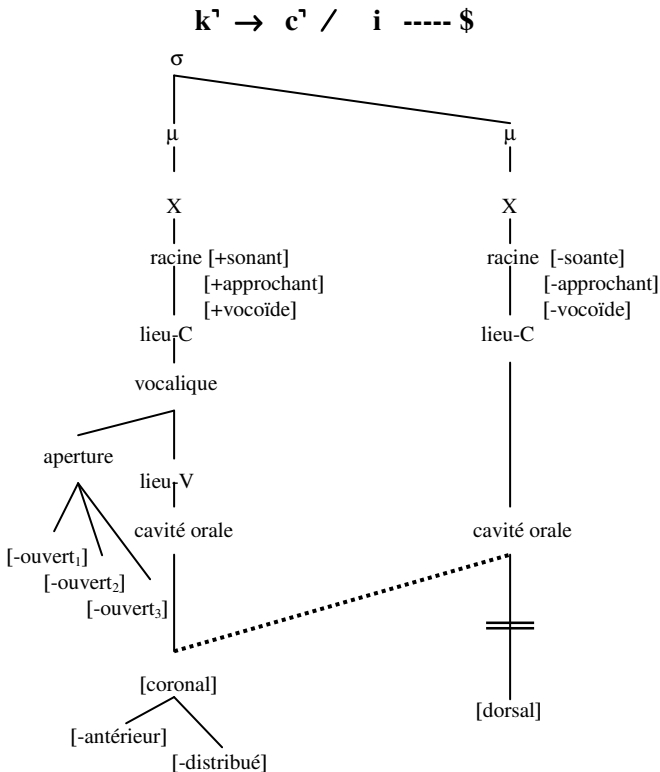 k̚ → c̚ / i ----- $
σ
μ μ
X X
racine [+sonant] racine [-soante]
[+approchant] [-approchant]
[+vocoïde] [-vocoïde]
lieu-C lieu-C
vocalique
aperture
lieu-V
cavité orale cavité orale
[-ouvert₁]
[-ouvert₂]
[-ouvert₃]
[coronal]
[dorsal]
[-antérieur]
[-distribué]